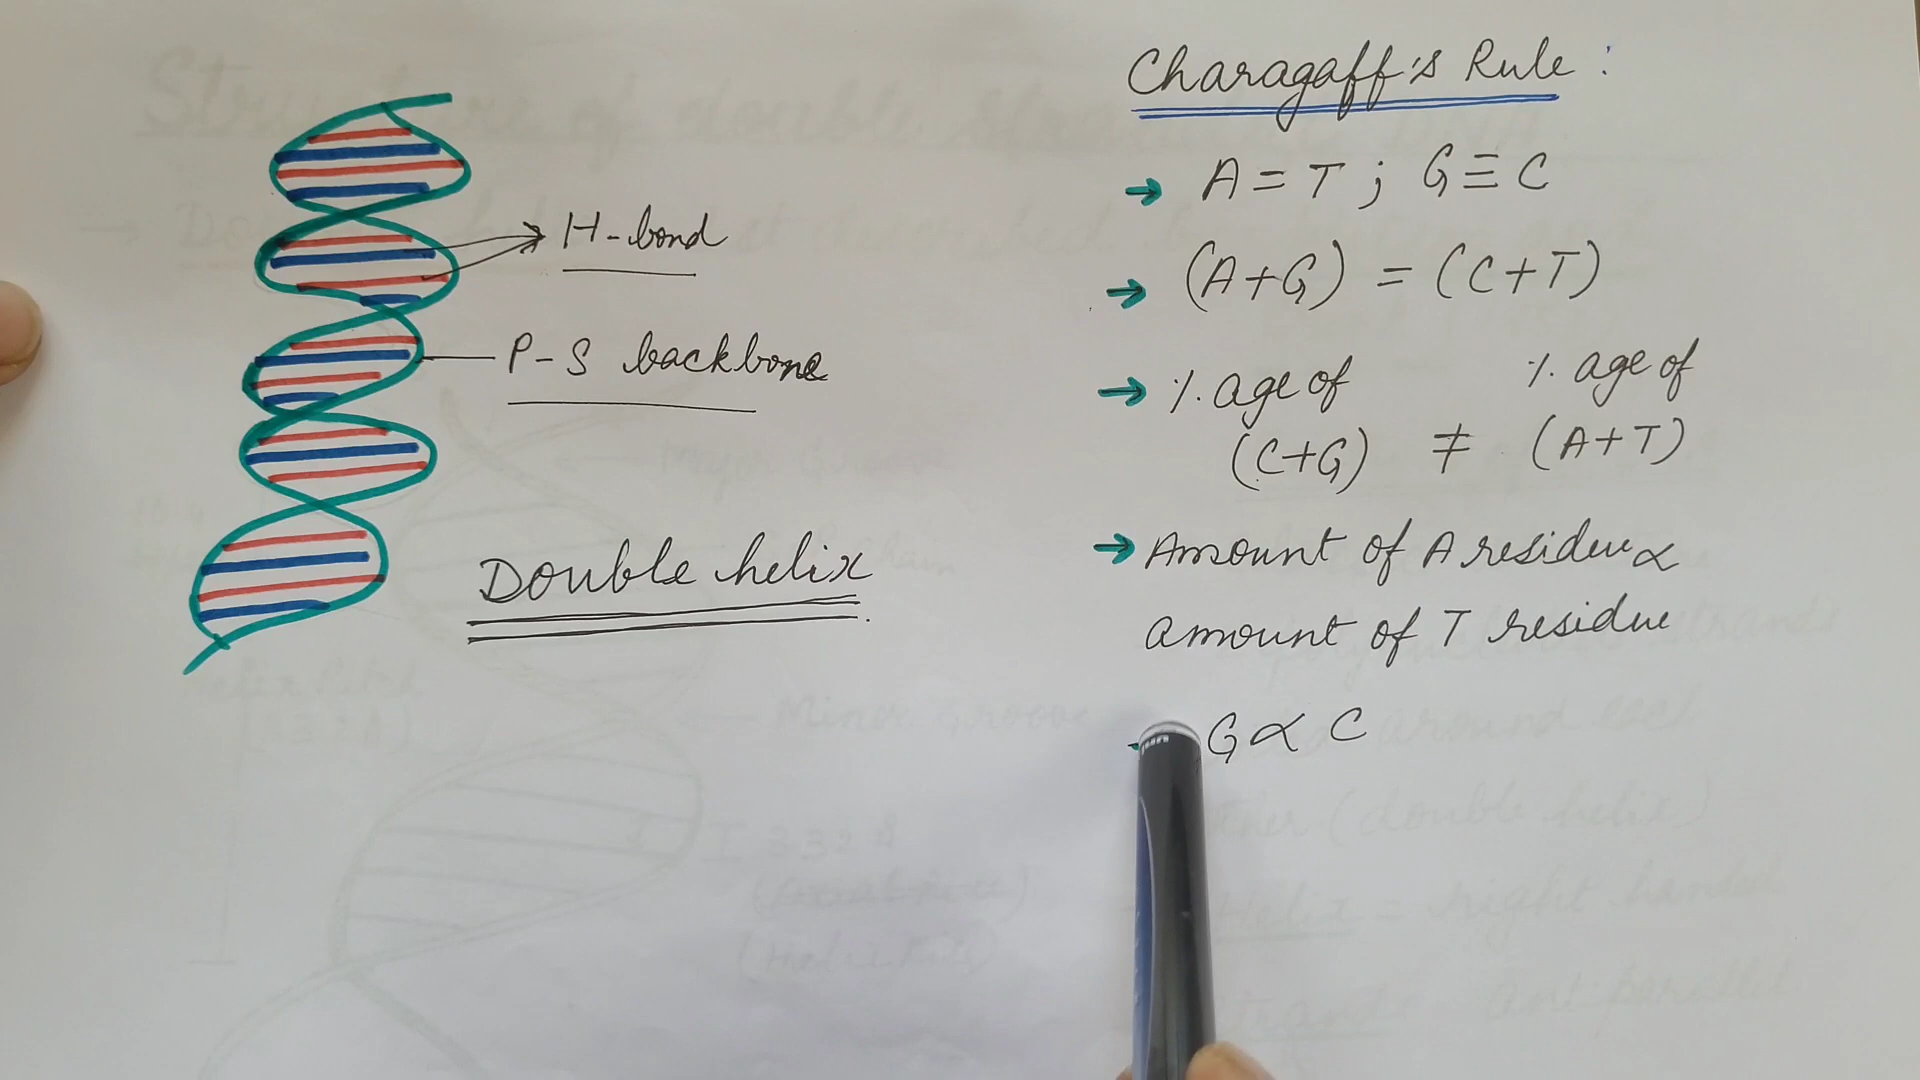 Charagaff's Rule :
→ A = T ; G ≡ C
→ (A+G) = (C+T)
→ %. age of %. age of
(C+G) ≠ (A+T)
→ Amount of A residue ∝
amount of T residue
G ∝ C
H-bond
P-S backbone
Double helix